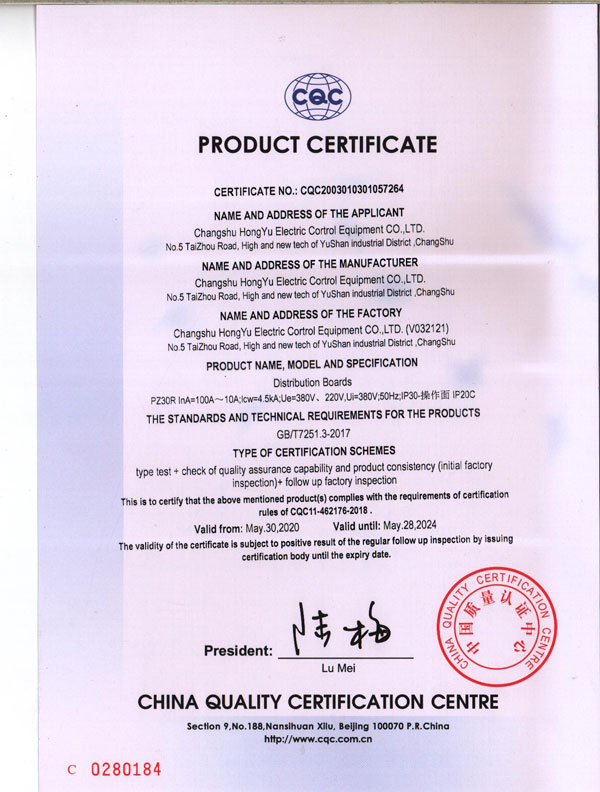 CQC
PRODUCT CERTIFICATE
CERTIFICATE NO.: CQC2003010301057264
NAME AND ADDRESS OF THE APPLICANT
Changshu HongYu Electric Cortrol Equipment CO.,LTD.
No.5 TaiZhou Road, High and new tech of YuShan industrial District ,ChangShu
NAME AND ADDRESS OF THE MANUFACTURER
Changshu HongYu Electric Cortrol Equipment CO.,LTD.
No.5 TaiZhou Road, High and new tech of YuShan industrial District ,ChangShu
NAME AND ADDRESS OF THE FACTORY
Changshu HongYu Electric Cortrol Equipment CO.,LTD. (V032121)
No.5 TaiZhou Road, High and new tech of YuShan industrial District ,ChangShu
PRODUCT NAME, MODEL AND SPECIFICATION
Distribution Boards
PZ30R InA=100A～10A;Icw=4.5kA;Ue=380V、220V,Ui=380V;50Hz;IP30-操作面 IP20C
THE STANDARDS AND TECHNICAL REQUIREMENTS FOR THE PRODUCTS
GB/T7251.3-2017
TYPE OF CERTIFICATION SCHEMES
type test + check of quality assurance capability and product consistency (initial factory
inspection)+ follow up factory inspection
This is to certify that the above mentioned product(s) complies with the requirements of certification
rules of CQC11-462176-2018 .
Valid from: May.30,2020 Valid until: May.28,2024
The validity of the certificate is subject to positive result of the regular follow up inspection by issuing
certification body until the expiry date.
陆梅
President:
Lu Mei
CHINA QUALITY CERTIFICATION CENTRE
中国质量认证中心
CHINA QUALITY CERTIFICATION CENTRE
Section 9,No.188,Nansihuan Xilu, Beijing 100070 P.R.China
http://www.cqc.com.cn
C 0280184